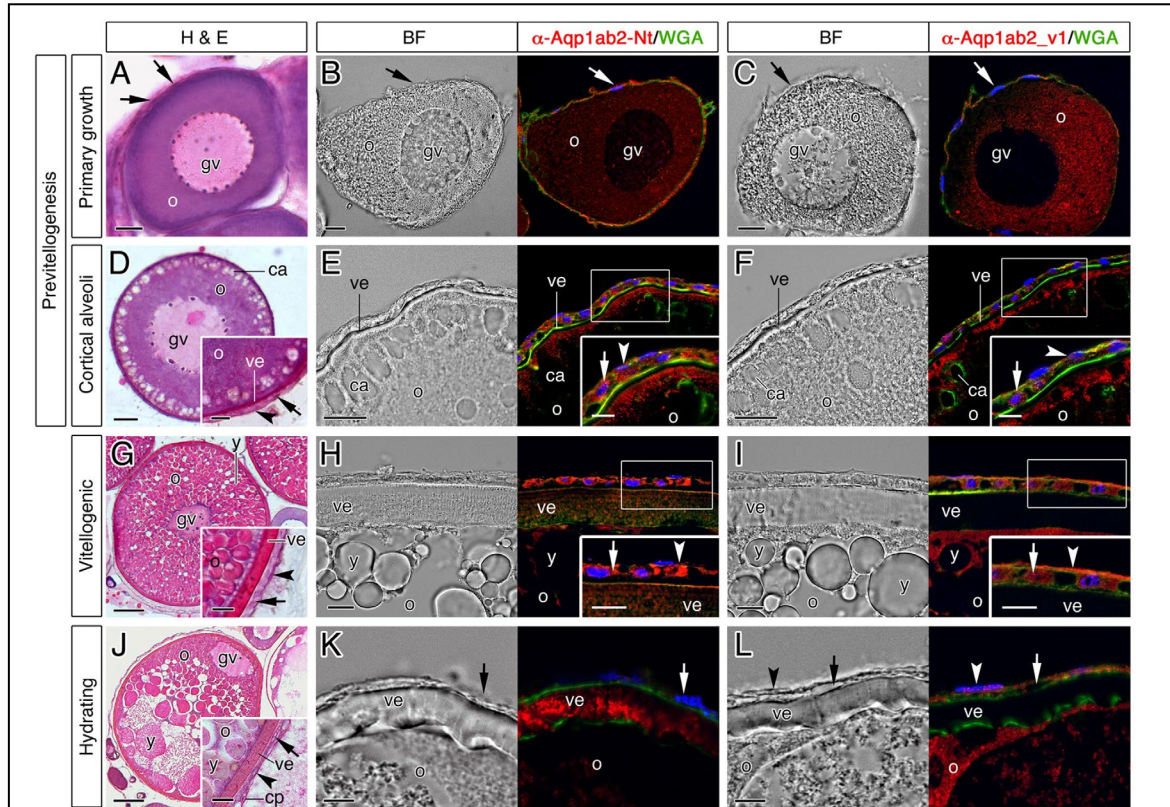 H & E BF α-Aqp1ab2-Nt/WGA BF α-Aqp1ab2_v1/WGA
Previtellogenesis
Primary growth
A
gv
o
B
o
gv
o
gv
C
o
gv
o
gv
Cortical alveoli
D
ca
o
gv
o
ve
E
ve
ca
o
ve
ca
o
o
F
ve
ca
o
ve
ca
o
o
Vitellogenic
G
y
o
gv
ve
o
H
ve
y
o
ve
y
o
ve
I
ve
y
y
o
ve
y
o
ve
Hydrating
J
o
gv
y
o
ve
y
cp
K
ve
o
ve
o
L
ve
o
ve
o